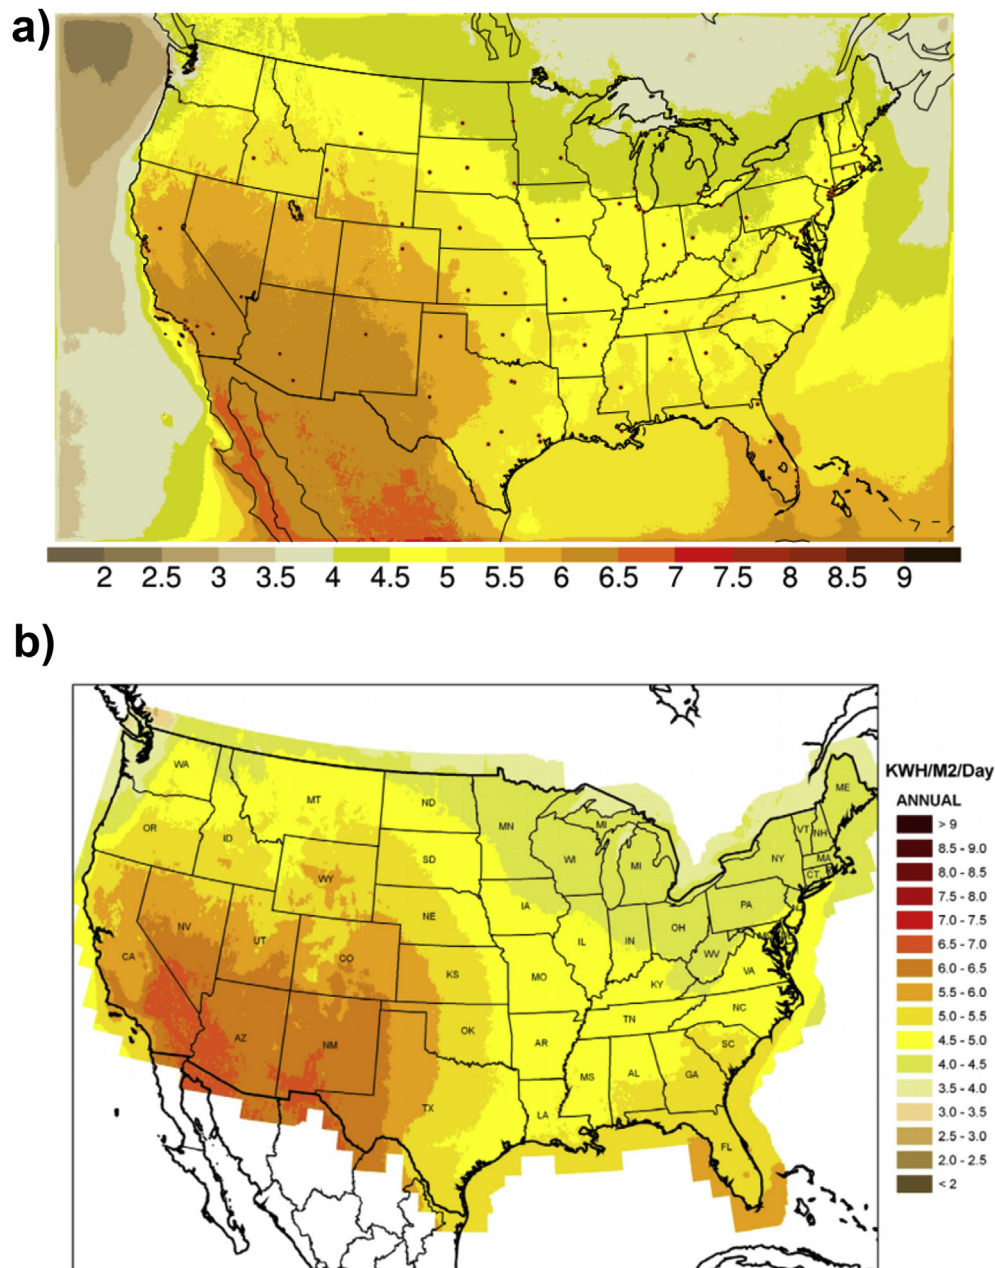 a)
2 2.5 3 3.5 4 4.5 5 5.5 6 6.5 7 7.5 8 8.5 9
b)
KWH/M2/Day
ANNUAL
> 9
8.5 - 9.0
8.0 - 8.5
7.5 - 8.0
7.0 - 7.5
6.5 - 7.0
6.0 - 6.5
5.5 - 6.0
5.0 - 5.5
4.5 - 5.0
4.0 - 4.5
3.5 - 4.0
3.0 - 3.5
2.5 - 3.0
2.0 - 2.5
< 2
WA
MT
ND
ME
OR
ID
MN
MI
VT
NH
WI
MI
NY
MA
SD
WY
CT
NE
IA
PA
NV
UT
CO
IL
IN
OH
CA
KS
MO
WV
VA
KY
AZ
NM
OK
TN
NC
AR
SC
MS
AL
GA
TX
LA
FL